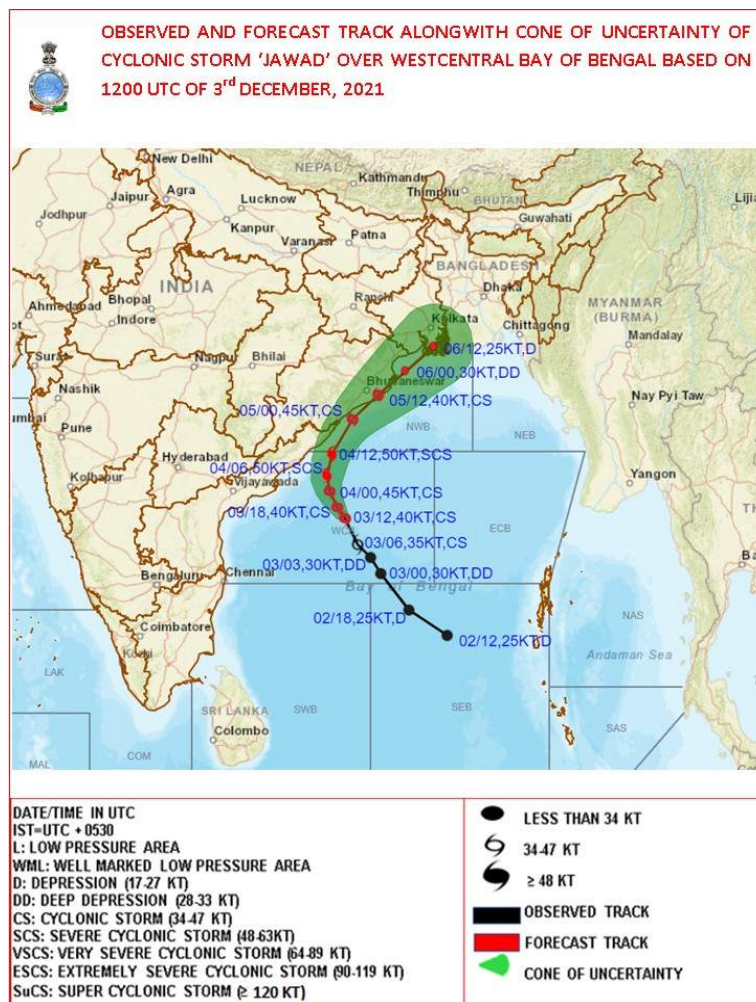 OBSERVED AND FORECAST TRACK ALONGWITH CONE OF UNCERTAINTY OF
CYCLONIC STORM ‘JAWAD’ OVER WESTCENTRAL BAY OF BENGAL BASED ON
1200 UTC OF 3rd DECEMBER, 2021
New Delhi
NEPAL
Kathmandu
Thimphu
BHUTAN
Jaipur
Agra
Lucknow
Guwahati
Jodhpur
Kanpur
Patna
Varanasi
BANGLADESH
INDIA
Ranchi
Dhaka
MYANMAR
(BURMA)
Ahmedabad
Bhopal
Indore
Kolkata
Chittagong
Mandalay
06/12,25KT,D
Surat
Nagpur
Bhilai
06/00,30KT,DD
Nashik
Bhubaneswar
05/12,40KT,CS
Nay Pyi Taw
05/00,45KT,CS
Pune
NWB
NEB
04/12,50KT,SCS
Hyderabad
04/06,50KT,SCS
Kolhapur
Vijayawada
Yangon
04/00,45KT,CS
03/18,40KT,CS
03/12,40KT,CS
ECB
03/06,35KT,CS
03/03,30KT,DD
Bengaluru
Chennai
03/00,30KT,DD
Bay of Bengal
02/18,25KT,D
NAS
Coimbatore
02/12,25KT,D
Kochi
Andaman Sea
LAK
SRI LANKA
SWB
SEB
SAS
Colombo
COM
MAL
DATE/TIME IN UTC
IST=UTC + 0530
L: LOW PRESSURE AREA
WML: WELL MARKED LOW PRESSURE AREA
D: DEPRESSION (17-27 KT)
DD: DEEP DEPRESSION (28-33 KT)
CS: CYCLONIC STORM (34-47 KT)
SCS: SEVERE CYCLONIC STORM (48-63KT)
VSCS: VERY SEVERE CYCLONIC STORM (64-89 KT)
ESCS: EXTREMELY SEVERE CYCLONIC STORM (90-119 KT)
SuCS: SUPER CYCLONIC STORM (≥ 120 KT)
LESS THAN 34 KT
34-47 KT
≥ 48 KT
OBSERVED TRACK
FORECAST TRACK
CONE OF UNCERTAINTY